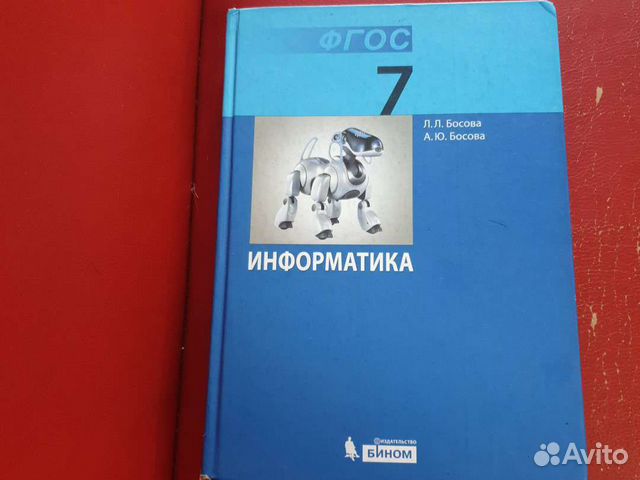 ФГОС
7
Л.Л. Босова
А.Ю. Босова
ИНФОРМАТИКА
ИЗДАТЕЛЬСТВО
БИНОМ
Avito